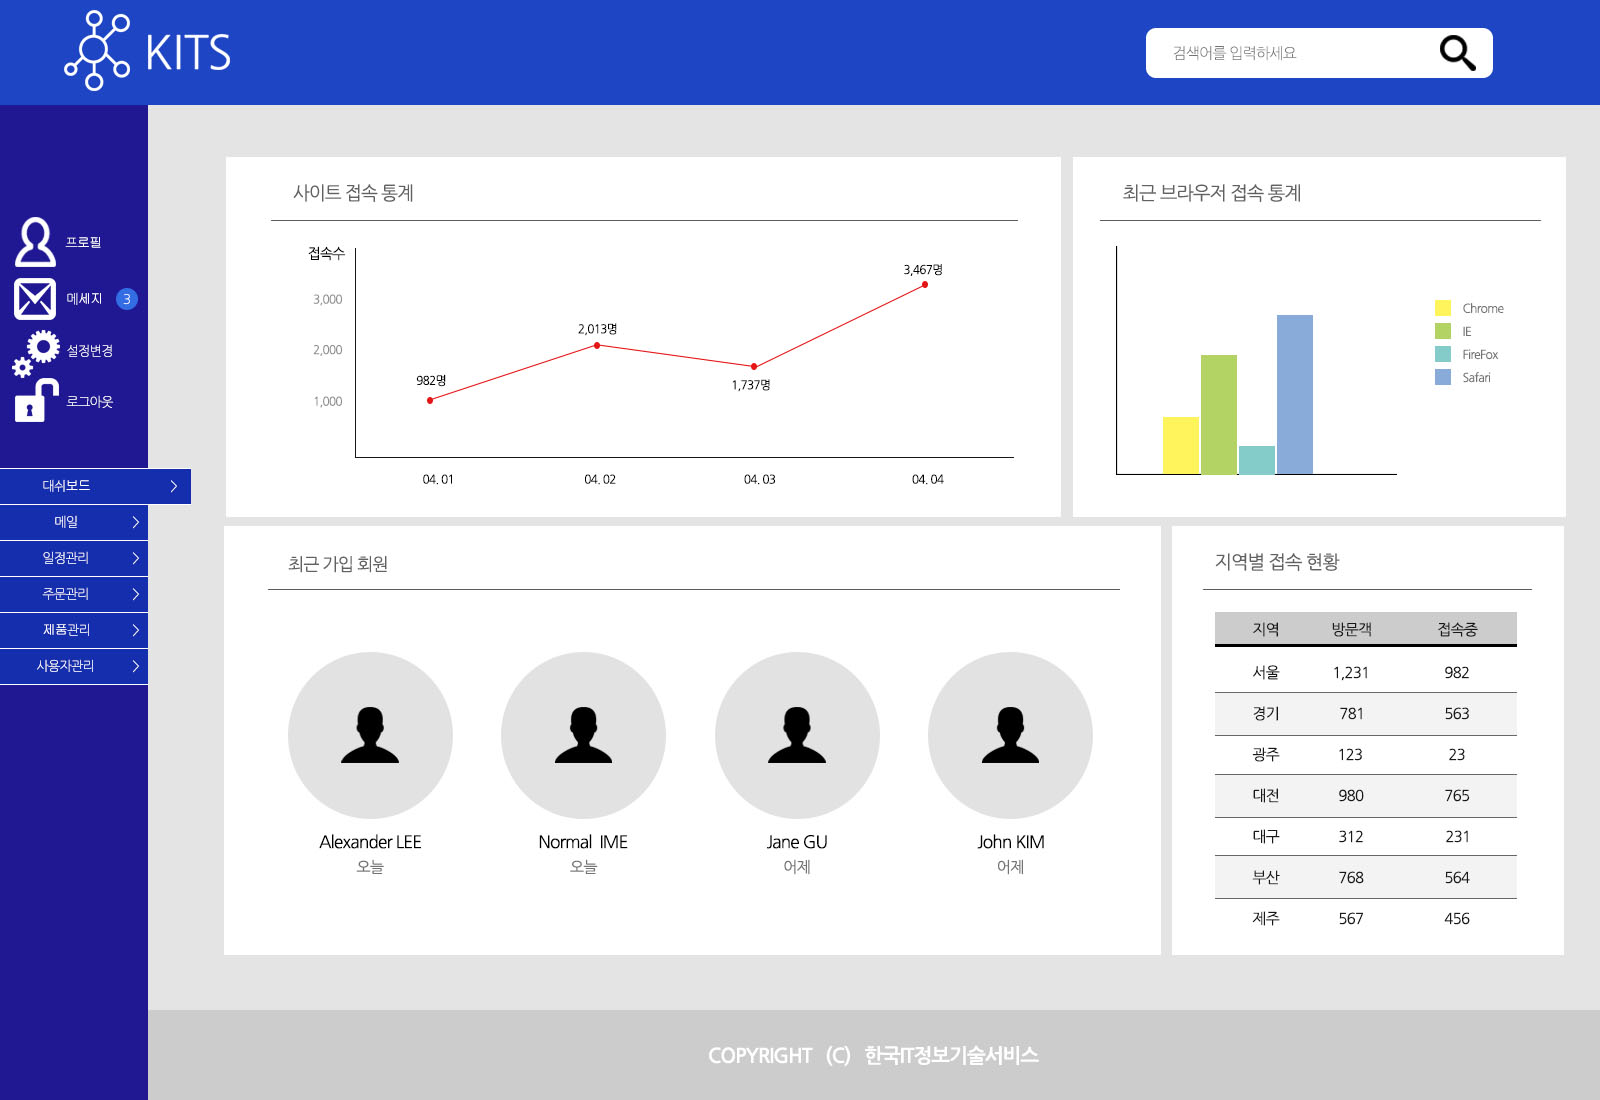 KITS
검색어를 입력하세요
프로필
메세지 3
설정변경
로그아웃
대쉬보드
메일
일정관리
주문관리
제품관리
사용자관리
사이트 접속 통계
접속수
3,000
2,000
1,000
982명
2,013명
1,737명
3,467명
04. 01 04. 02 04. 03 04. 04
최근 브라우저 접속 통계
Chrome
IE
FireFox
Safari
최근 가입 회원
Alexander LEE
오늘
Normal IME
오늘
Jane GU
어제
John KIM
어제
지역별 접속 현황
지역 방문객 접속중
서울 1,231 982
경기 781 563
광주 123 23
대전 980 765
대구 312 231
부산 768 564
제주 567 456
COPYRIGHT (C) 한국IT정보기술서비스